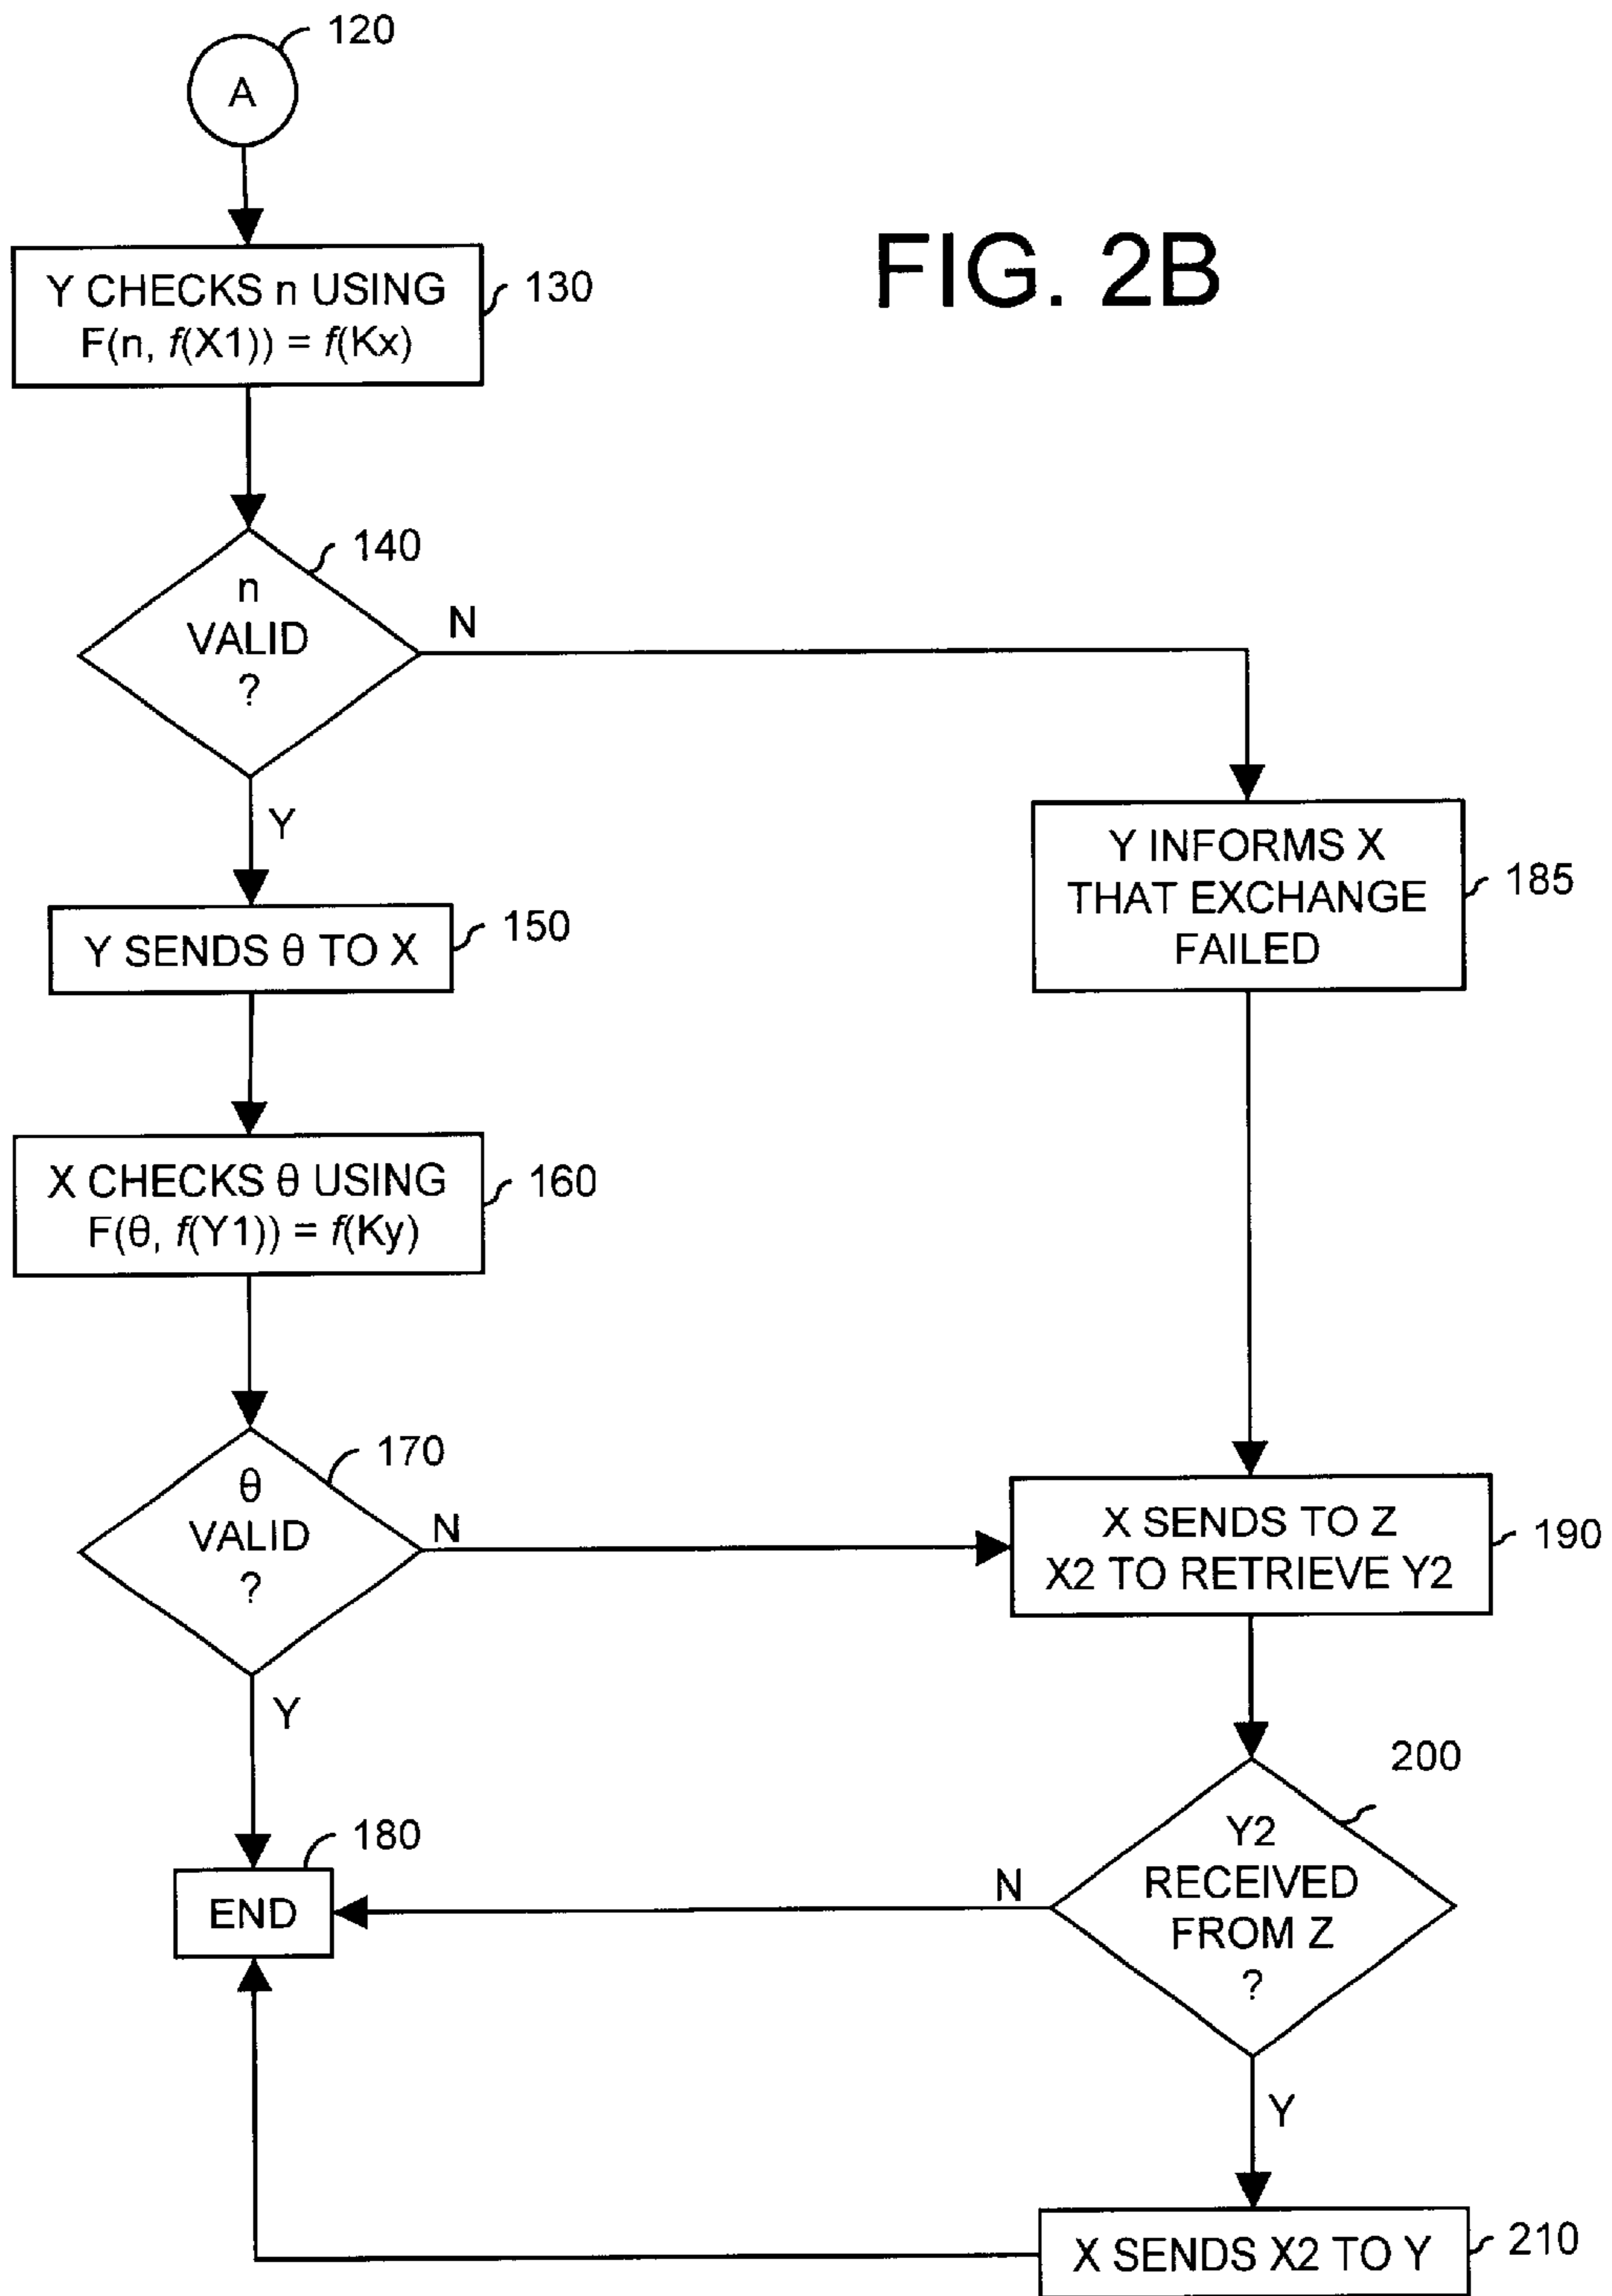 120
A
FIG. 2B
Y CHECKS n USING
F(n, f(X1)) = f(Kx)
130
140
n
VALID
?
N
Y
Y INFORMS X
THAT EXCHANGE
FAILED
185
Y SENDS θ TO X
150
X CHECKS θ USING
F(θ, f(Y1)) = f(Ky)
160
170
θ
VALID
?
N
Y
X SENDS TO Z
X2 TO RETRIEVE Y2
190
200
Y2
RECEIVED
FROM Z
?
N
Y
180
END
X SENDS X2 TO Y
210